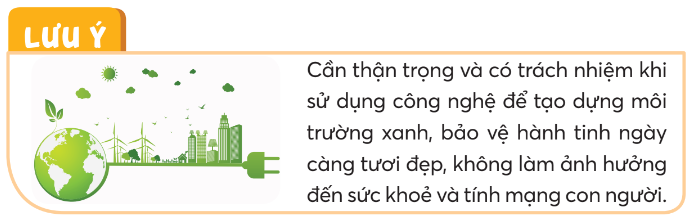 LƯU Ý
Cần thận trọng và có trách nhiệm khi
sử dụng công nghệ để tạo dựng môi
trường xanh, bảo vệ hành tinh ngày
càng tươi đẹp, không làm ảnh hưởng
đến sức khoẻ và tính mạng con người.